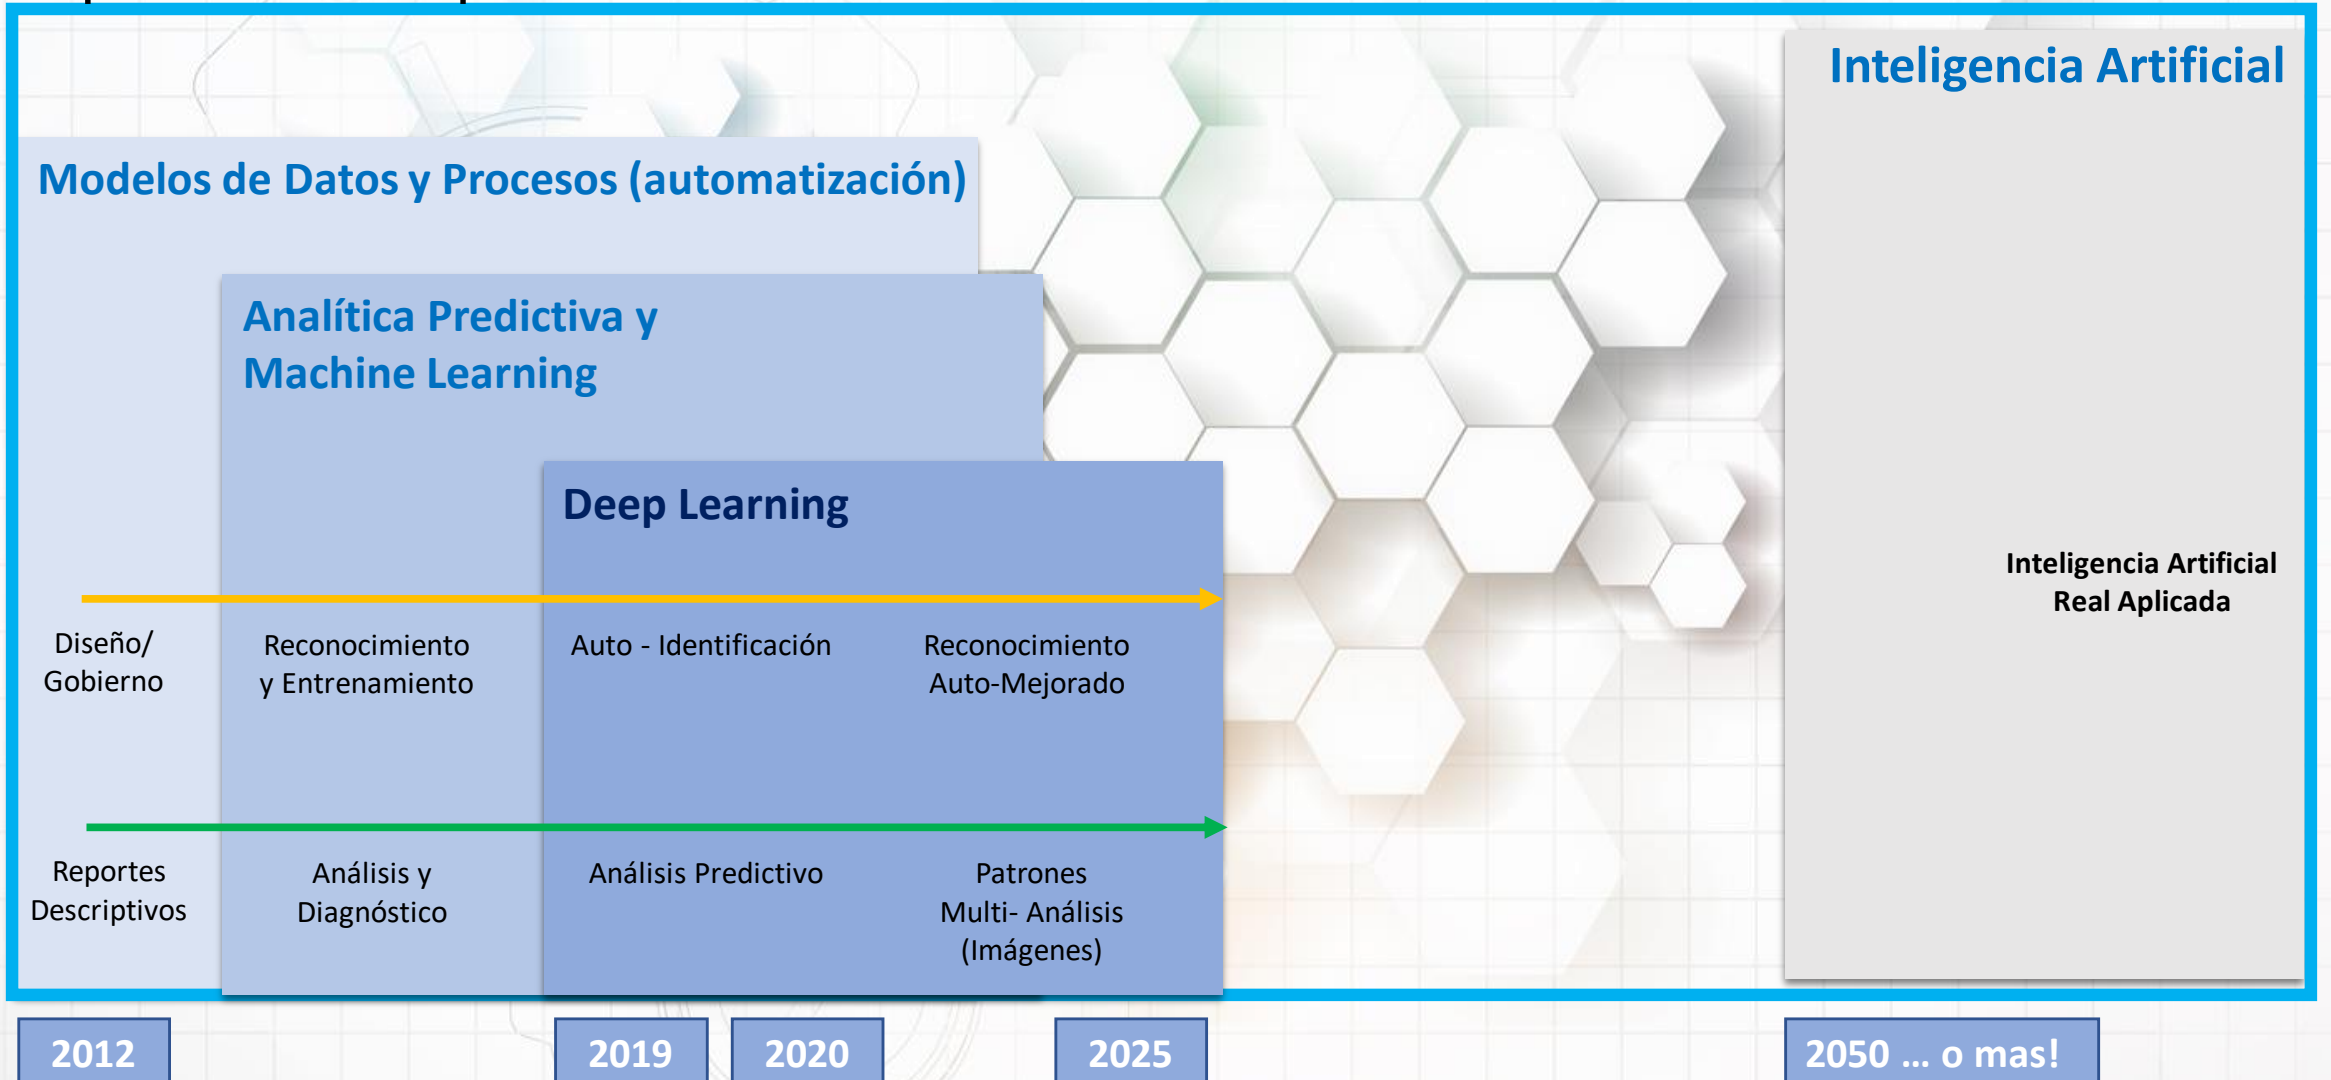 Inteligencia Artificial
Modelos de Datos y Procesos (automatización)
Analítica Predictiva y
Machine Learning
Deep Learning
Inteligencia Artificial
Real Aplicada
Diseño/
Gobierno
Reconocimiento
y Entrenamiento
Auto - Identificación
Reconocimiento
Auto-Mejorado
Reportes
Descriptivos
Análisis y
Diagnóstico
Análisis Predictivo
Patrones
Multi- Análisis
(Imágenes)
2012
2019
2020
2025
2050 ... o mas!